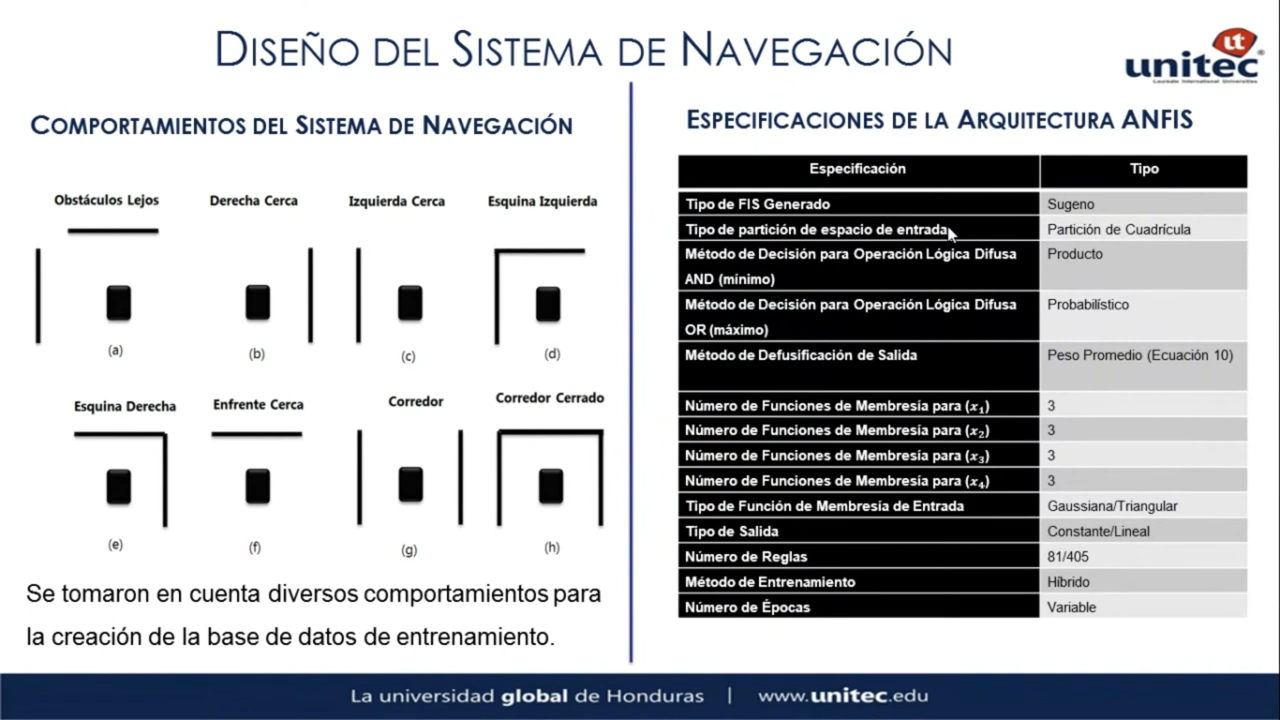 DISEÑO DEL SISTEMA DE NAVEGACIÓN
ut
unitec®
Laureate International Universities
COMPORTAMIENTOS DEL SISTEMA DE NAVEGACIÓN
Obstáculos Lejos
Derecha Cerca
Izquierda Cerca
Esquina Izquierda
(a)
(b)
(c)
(d)
Esquina Derecha
Enfrente Cerca
Corredor
Corredor Cerrado
(e)
(f)
(g)
(h)
Se tomaron en cuenta diversos comportamientos para
la creación de la base de datos de entrenamiento.
ESPECIFICACIONES DE LA ARQUITECTURA ANFIS
Especificación Tipo
Tipo de FIS Generado Sugeno
Tipo de partición de espacio de entrada Partición de Cuadrícula
Método de Decisión para Operación Lógica Difusa Producto
AND (mínimo)
Método de Decisión para Operación Lógica Difusa Probabilístico
OR (máximo)
Método de Defusificación de Salida Peso Promedio (Ecuación 10)
Número de Funciones de Membresía para (x₁) 3
Número de Funciones de Membresía para (x₂) 3
Número de Funciones de Membresía para (x₃) 3
Número de Funciones de Membresía para (x₄) 3
Tipo de Función de Membresía de Entrada Gaussiana/Triangular
Tipo de Salida Constante/Lineal
Número de Reglas 81/405
Método de Entrenamiento Híbrido
Número de Épocas Variable
La universidad global de Honduras | www.unitec.edu